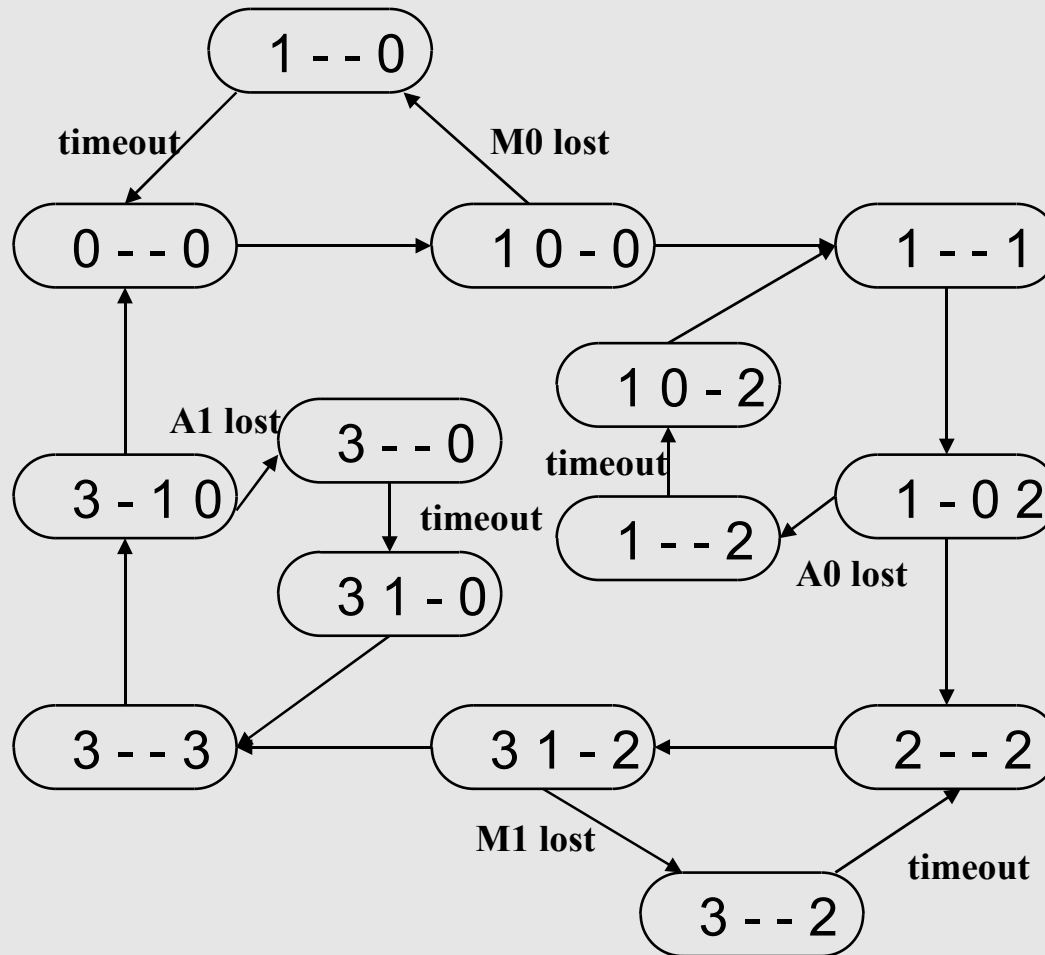 1 - - 0
timeout
M0 lost
0 - - 0
1 0 - 0
1 - - 1
1 0 - 2
A1 lost
3 - - 0
timeout
3 - 1 0
1 - 0 2
timeout
1 - - 2
A0 lost
3 1 - 0
3 - - 3
3 1 - 2
2 - - 2
M1 lost
timeout
3 - - 2